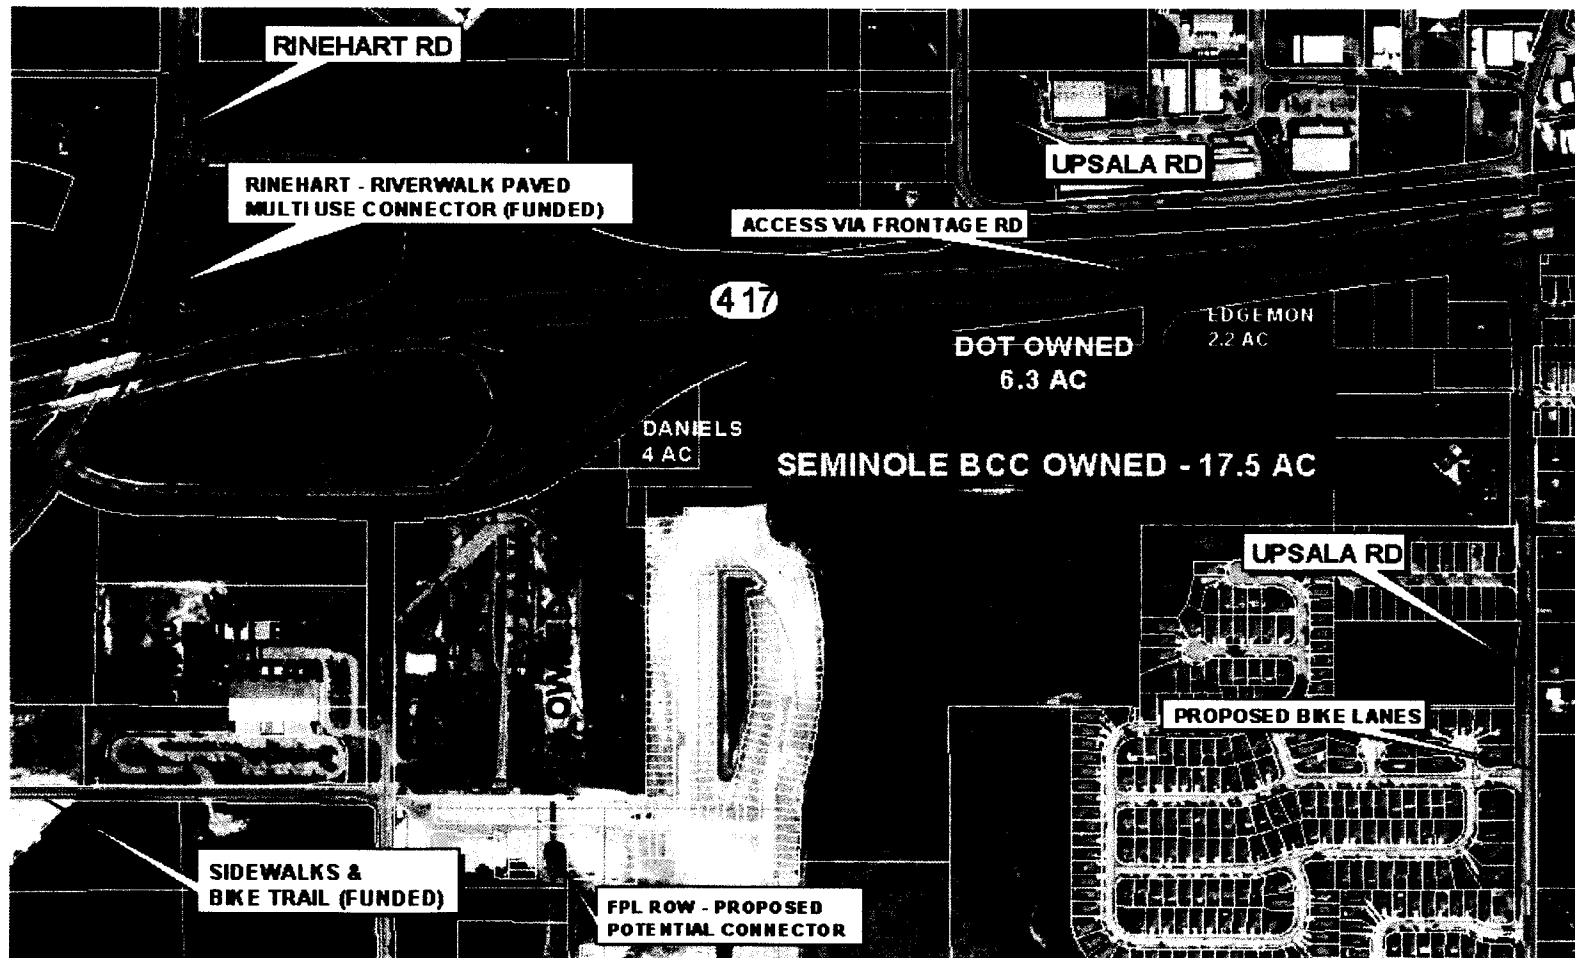 RINEHART RD
UPSALA RD
RINEHART - RIVERWALK PAVED
MULTI USE CONNECTOR (FUNDED)
ACCESS VIA FRONTAGE RD
417
EDGEMON
2.2 AC
DOT OWNED
6.3 AC
DANIELS
4 AC
SEMINOLE BCC OWNED - 17.5 AC
UPSALA RD
PROPOSED BIKE LANES
SIDEWALKS &
BIKE TRAIL (FUNDED)
FPL ROW - PROPOSED
POTENTIAL CONNECTOR